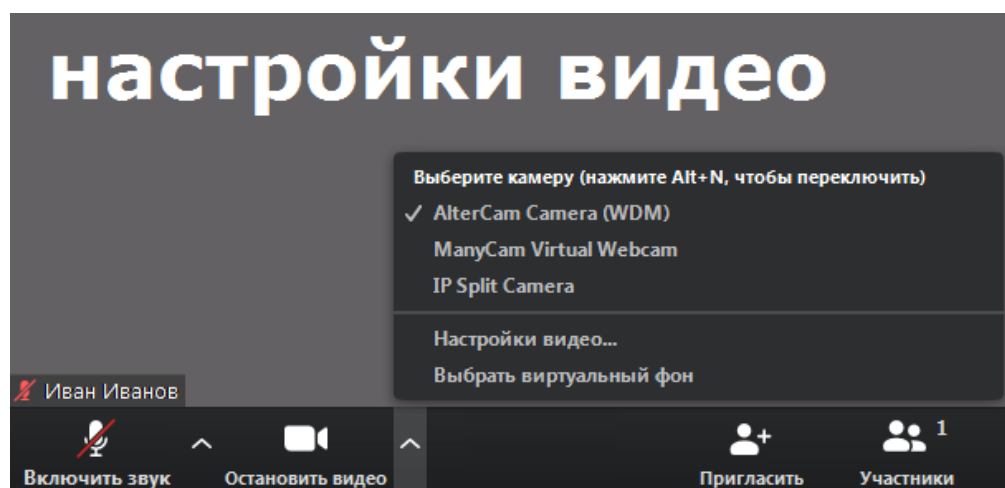 настройки видео
Выберите камеру (нажмите Alt+N, чтобы переключить)
AlterCam Camera (WDM)
ManyCam Virtual Webcam
IP Split Camera
Настройки видео...
Выбрать виртуальный фон
Иван Иванов
1
Включить звук Остановить видео Пригласить Участники